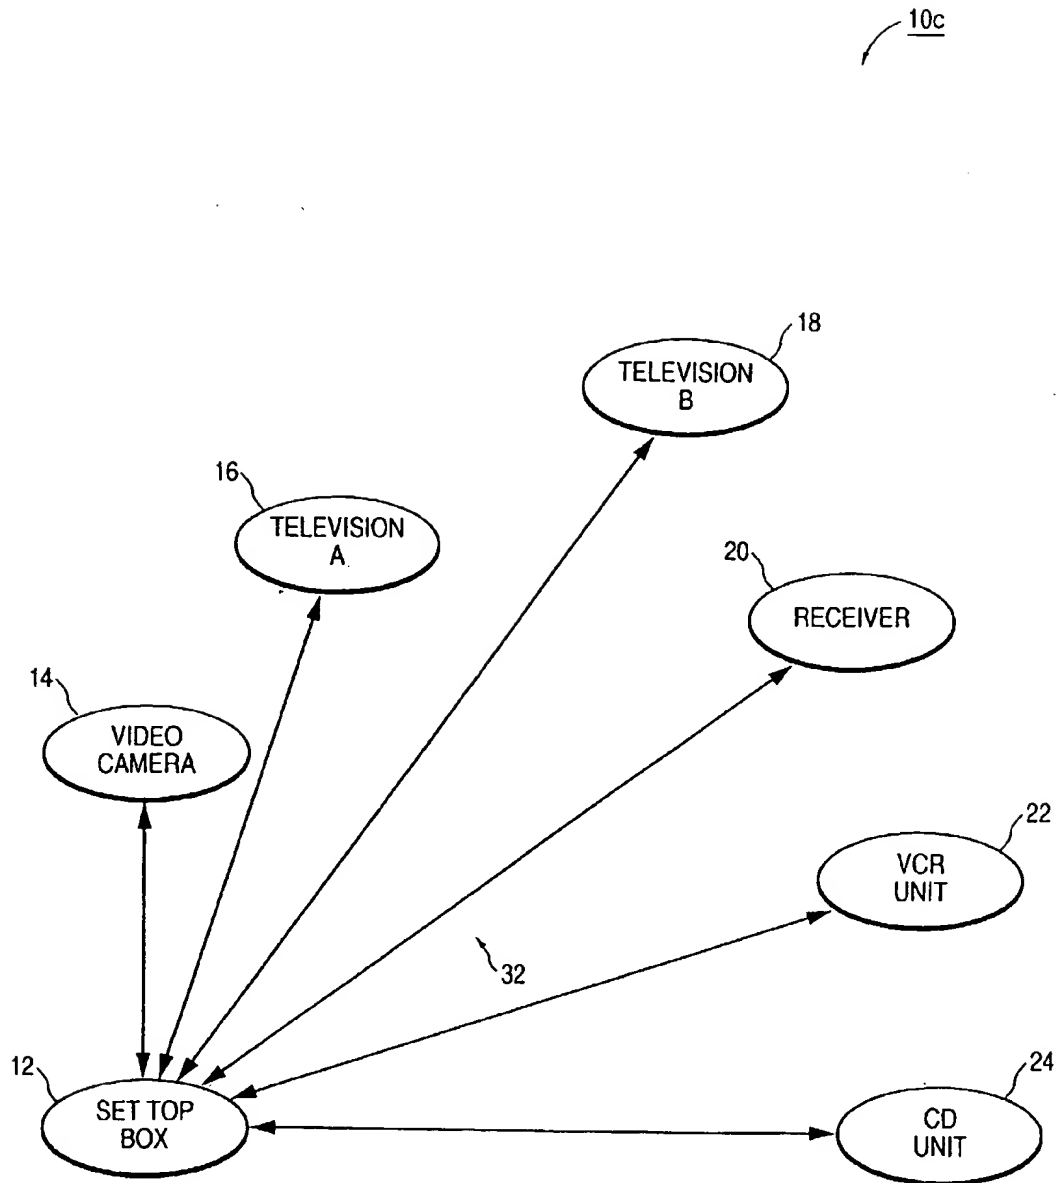 10c
18
TELEVISION
B
16
TELEVISION
A
20
RECEIVER
14
VIDEO
CAMERA
22
VCR
UNIT
32
12
SET TOP
BOX
24
CD
UNIT